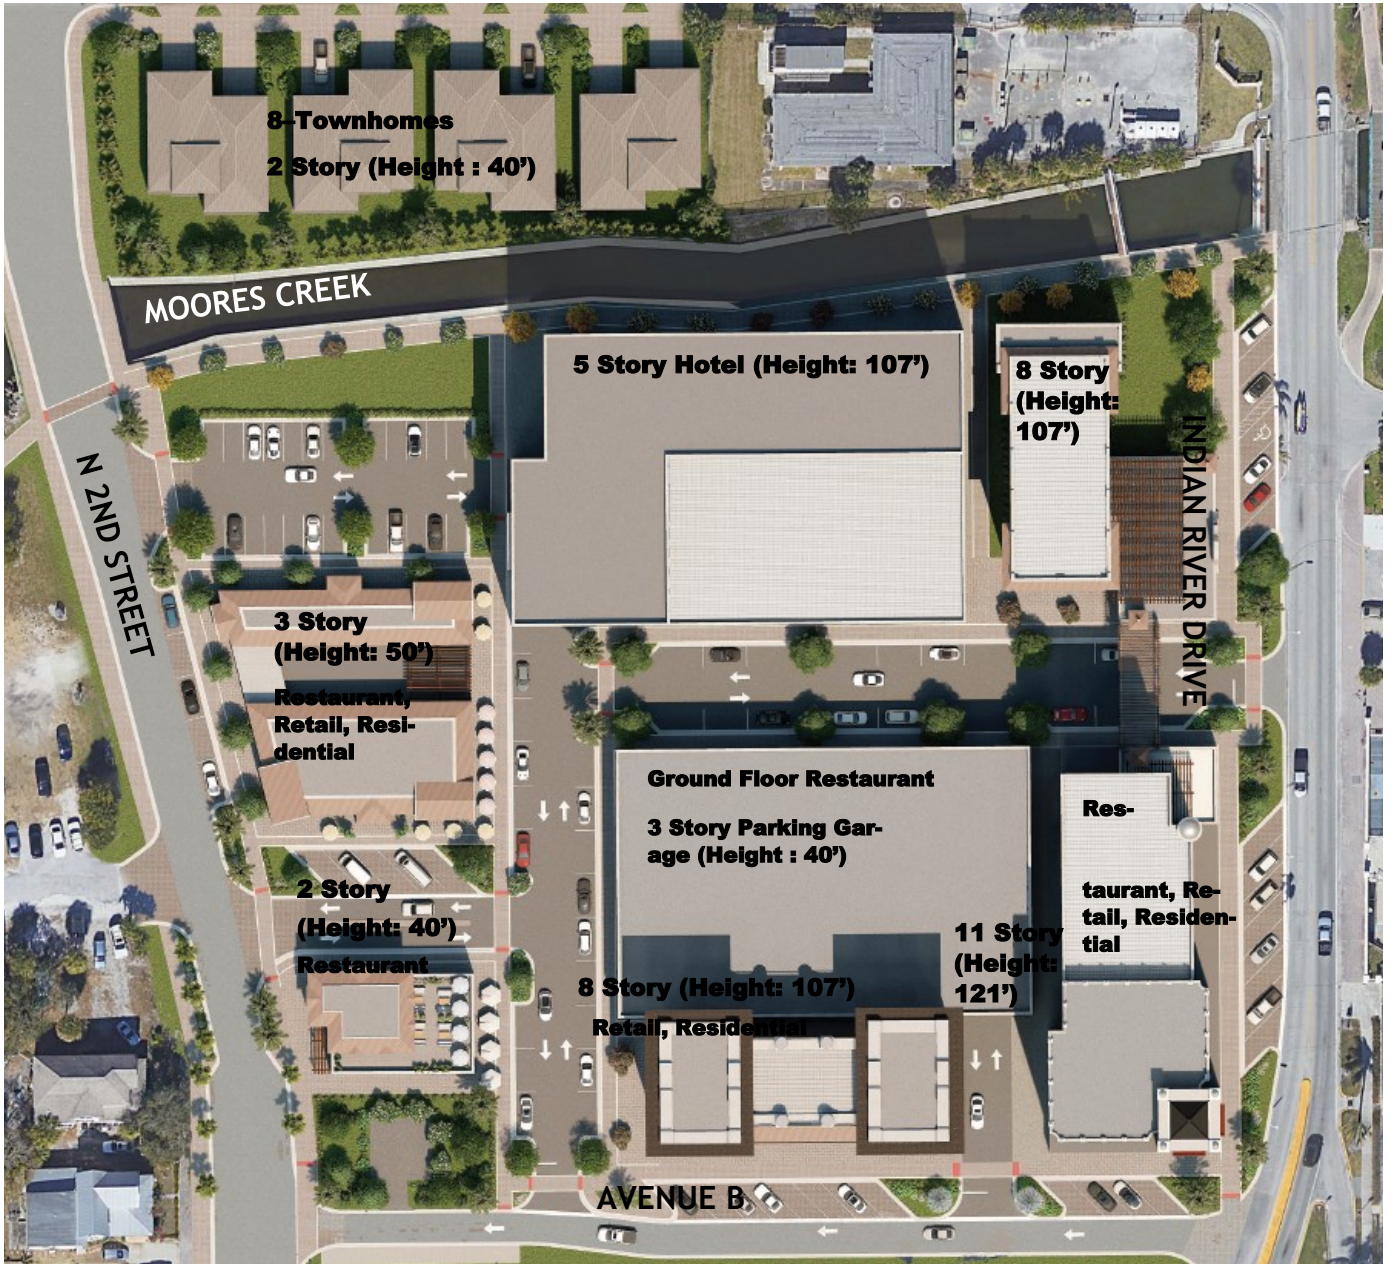 8-Townhomes
2 Story (Height : 40')
MOORES CREEK
5 Story Hotel (Height: 107')
8 Story
(Height:
107')
INDIAN RIVER DRIVE
N 2ND STREET
3 Story
(Height: 50')
Restaurant,
Retail, Resi-
dential
Ground Floor Restaurant
3 Story Parking Gar-
age (Height : 40')
Res-
taurant, Re-
tail, Residen-
tial
2 Story
(Height: 40')
Restaurant
11 Story
(Height:
121')
8 Story (Height: 107')
Retail, Residential
AVENUE B